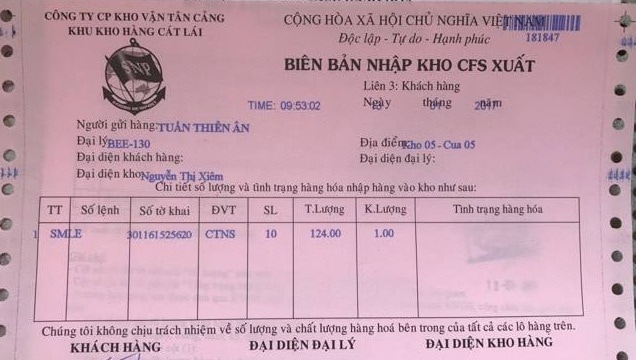 CÔNG TY CP KHO VẬN TÂN CẢNG
KHU KHO HÀNG CÁT LÁI
CỘNG HÒA XÃ HỘI CHỦ NGHĨA VIỆT NAM
Độc lập - Tự do - Hạnh phúc
181847
BIÊN BẢN NHẬP KHO CFS XUẤT
Liên 3: Khách hàng
TIME: 09:53:02
Ngày tháng năm 2017
Người gửi hàng: TUẤN THIÊN ÂN
Đại lý BEE-130
Địa điểm: Kho 05 - Cua 05
Đại diện khách hàng:
Đại diện đại lý:
Đại diện kho Nguyễn Thị Xiêm
Chi tiết số lượng và tình trạng hàng hóa nhập hàng vào kho như sau:
TT Số lệnh Số tờ khai ĐVT SL T.Lượng K.Lượng Tình trạng hàng hóa
1 SMLE 301161525620 CTNS 10 124.00 1.00
Chúng tôi không chịu trách nhiệm về số lượng và chất lượng hàng hoá bên trong của tất cả các lô hàng trên.
KHÁCH HÀNG ĐẠI DIỆN ĐẠI LÝ ĐẠI DIỆN KHO HÀNG